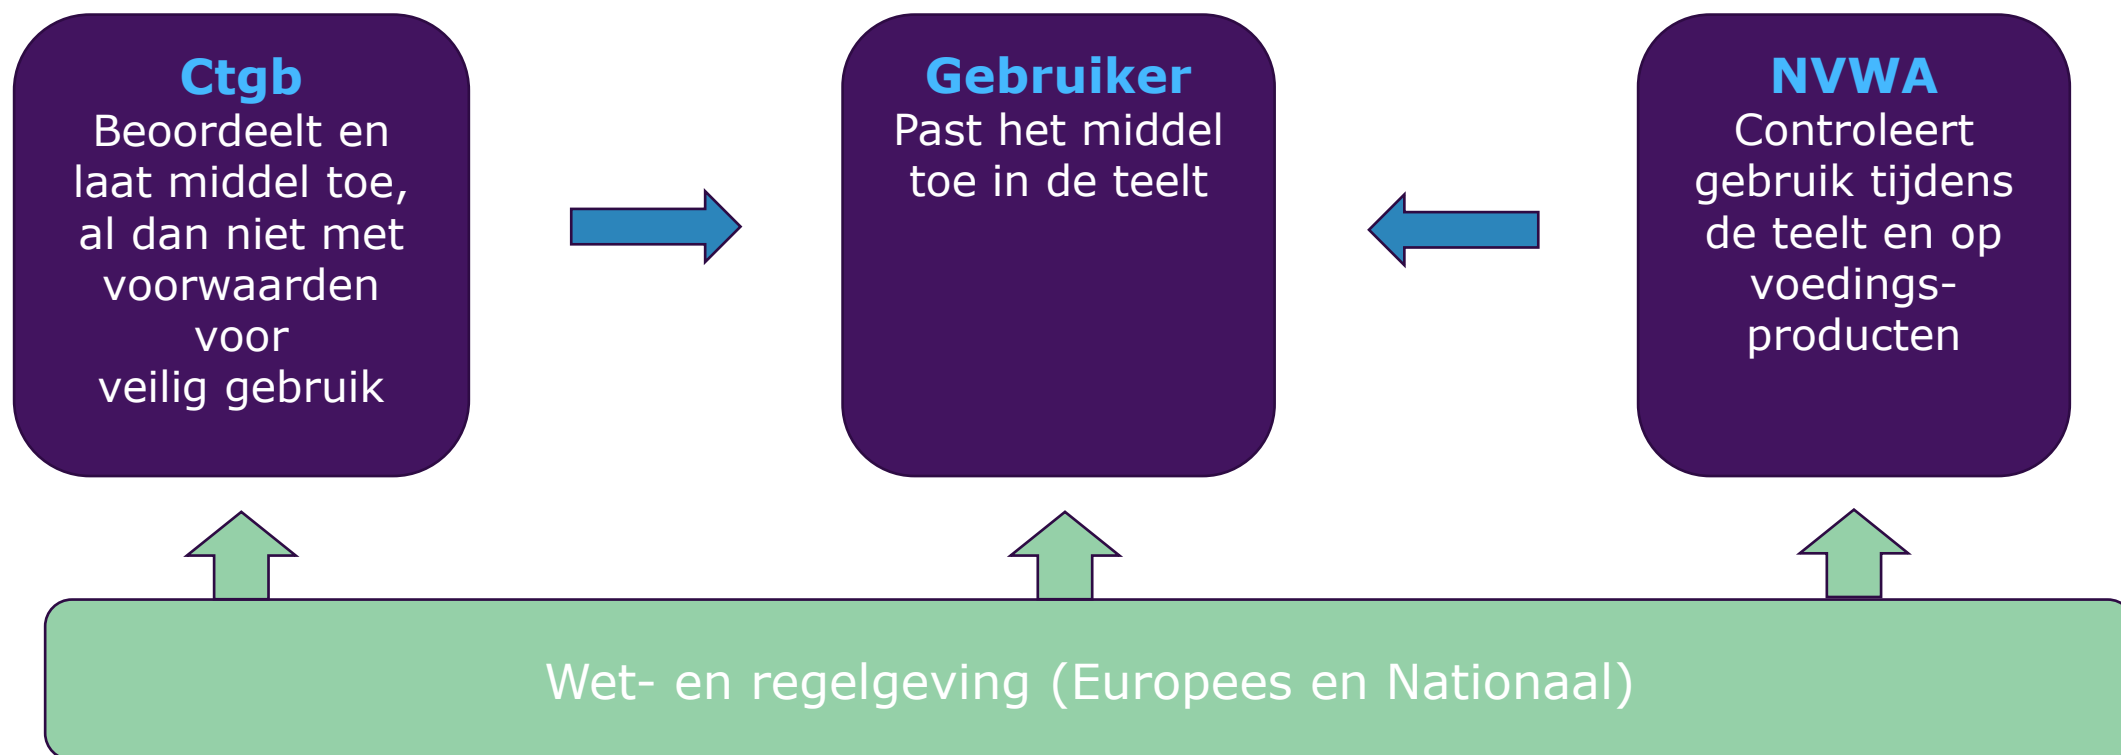 Ctgb
Beoordeelt en
laat middel toe,
al dan niet met
voorwaarden
voor
veilig gebruik
Gebruiker
Past het middel
toe in de teelt
NVWA
Controleert
gebruik tijdens
de teelt en op
voedings-
producten
Wet- en regelgeving (Europees en Nationaal)